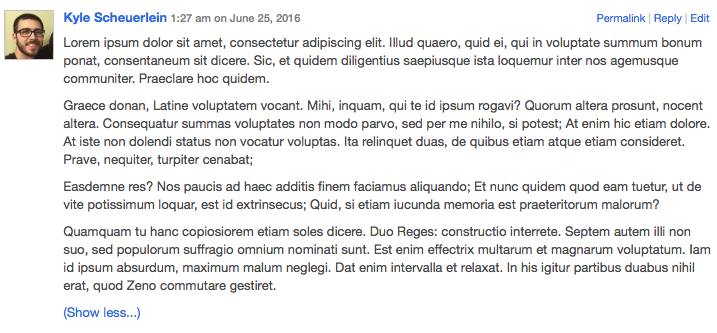 Kyle Scheuerlein 1:27 am on June 25, 2016 Permalink | Reply | Edit
Lorem ipsum dolor sit amet, consectetur adipiscing elit. Illud quaero, quid ei, qui in voluptate summum bonum
ponat, consentaneum sit dicere. Sic, et quidem diligentius saepiusque ista loquemur inter nos agemusque
communiter. Praeclare hoc quidem.
Graece donan, Latine voluptatem vocant. Mihi, inquam, qui te id ipsum rogavi? Quorum altera prosunt, nocent
altera. Consequatur summas voluptates non modo parvo, sed per me nihilo, si potest; At enim hic etiam dolore.
At iste non dolendi status non vocatur voluptas. Ita relinquet duas, de quibus etiam atque etiam consideret.
Prave, nequiter, turpiter cenabat;
Easdemne res? Nos paucis ad haec additis finem faciamus aliquando; Et nunc quidem quod eam tuetur, ut de
vite potissimum loquar, est id extrinsecus; Quid, si etiam iucunda memoria est praeteritorum malorum?
Quamquam tu hanc copiosiorem etiam soles dicere. Duo Reges: constructio interrete. Septem autem illi non
suo, sed populorum suffragio omnium nominati sunt. Est enim effectrix multarum et magnarum voluptatum. Iam
id ipsum absurdum, maximum malum neglegi. Dat enim intervalla et relaxat. In his igitur partibus duabus nihil
erat, quod Zeno commutare gestiret.
(Show less...)